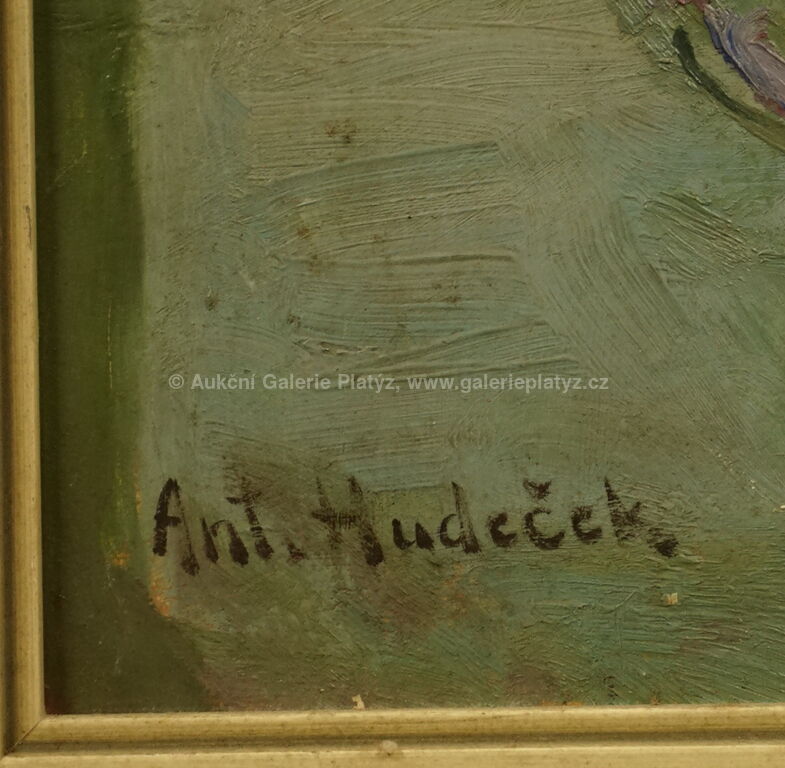 © Aukční Galerie Platýz, www.galerieplatyz.cz
Ant. Hudeček.